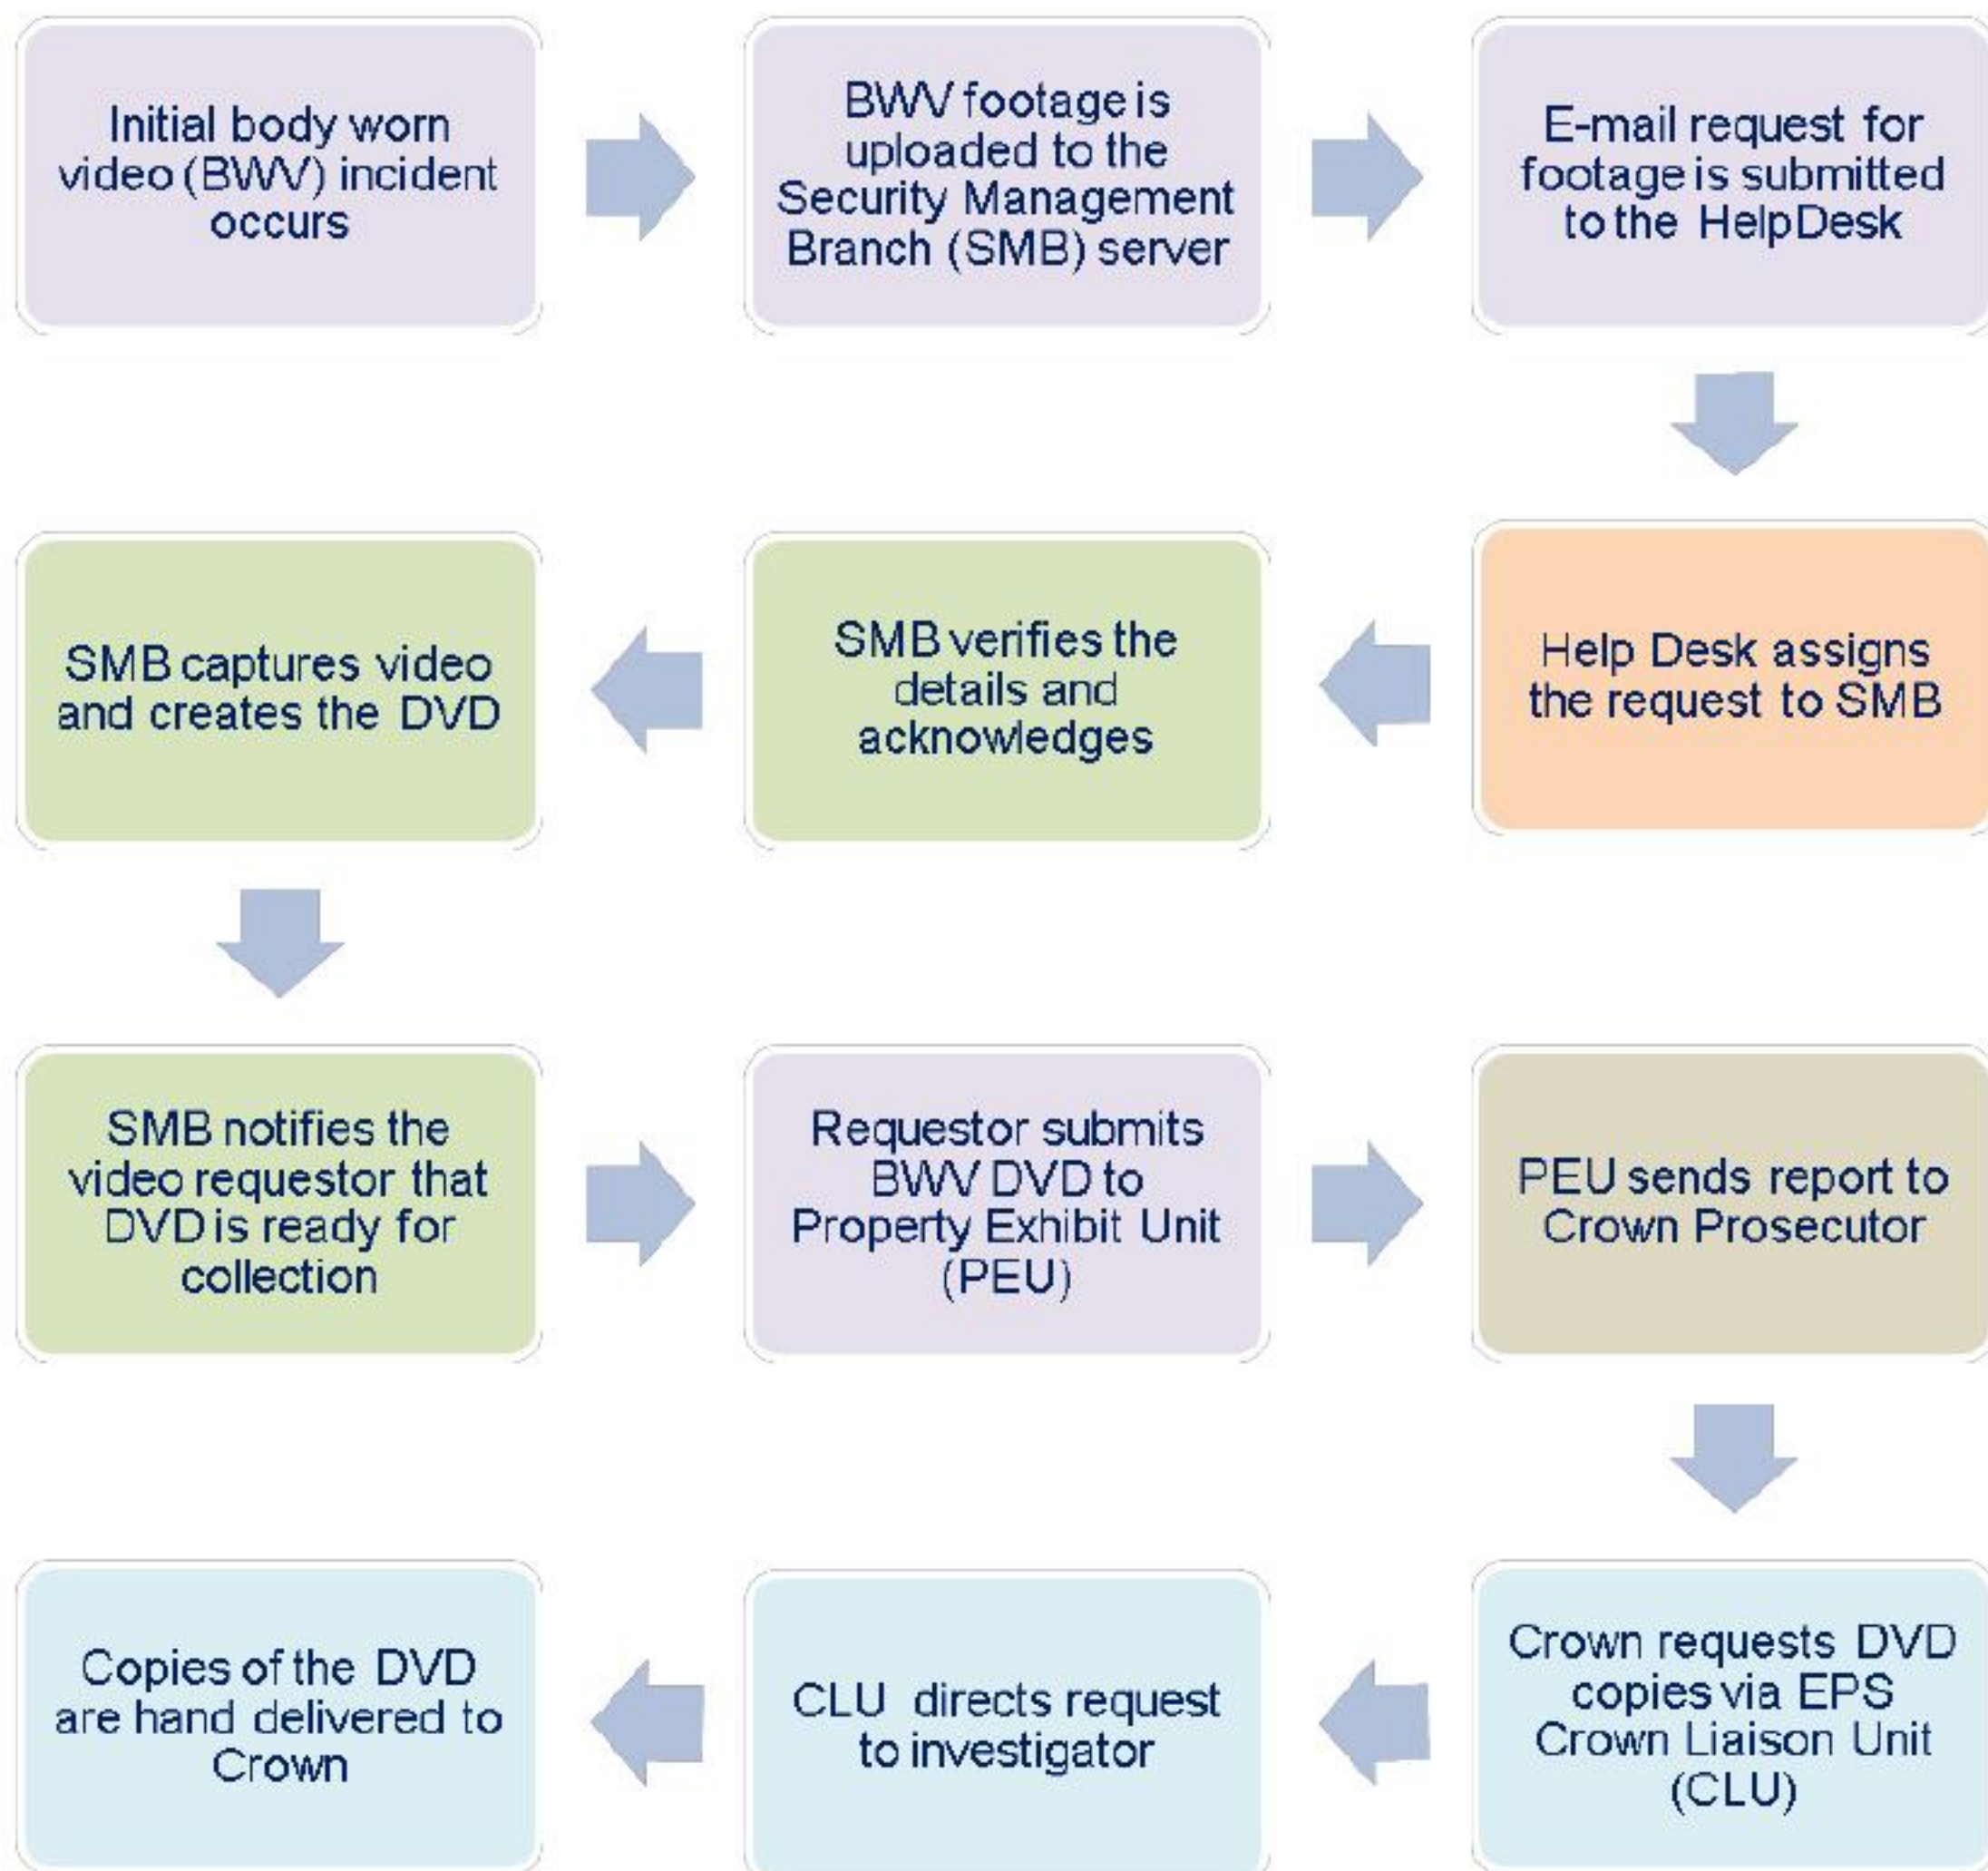 Initial body worn
video (BWV) incident
occurs
BWV footage is
uploaded to the
Security Management
Branch (SMB) server
E-mail request for
footage is submitted
to the HelpDesk
Help Desk assigns
the request to SMB
SMB verifies the
details and
acknowledges
SMB captures video
and creates the DVD
SMB notifies the
video requestor that
DVD is ready for
collection
Requestor submits
BWV DVD to
Property Exhibit Unit
(PEU)
PEU sends report to
Crown Prosecutor
Crown requests DVD
copies via EPS
Crown Liaison Unit
(CLU)
CLU directs request
to investigator
Copies of the DVD
are hand delivered to
Crown